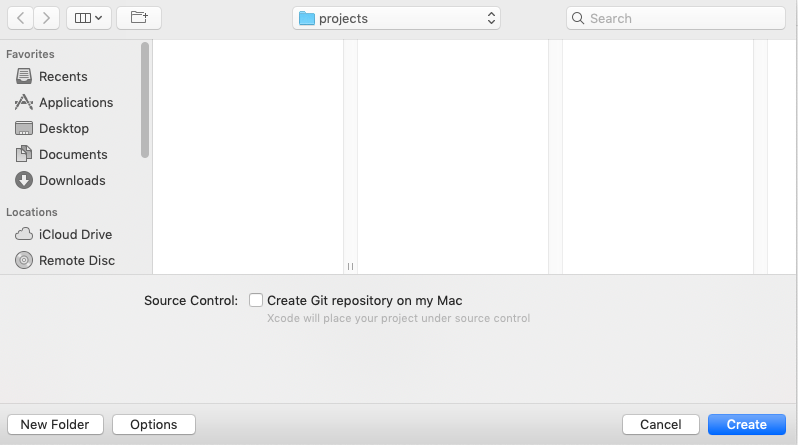 projects
Search
Favorites
Recents
Applications
Desktop
Documents
Downloads
Locations
iCloud Drive
Remote Disc
Source Control: Create Git repository on my Mac
Xcode will place your project under source control
New Folder
Options
Cancel
Create